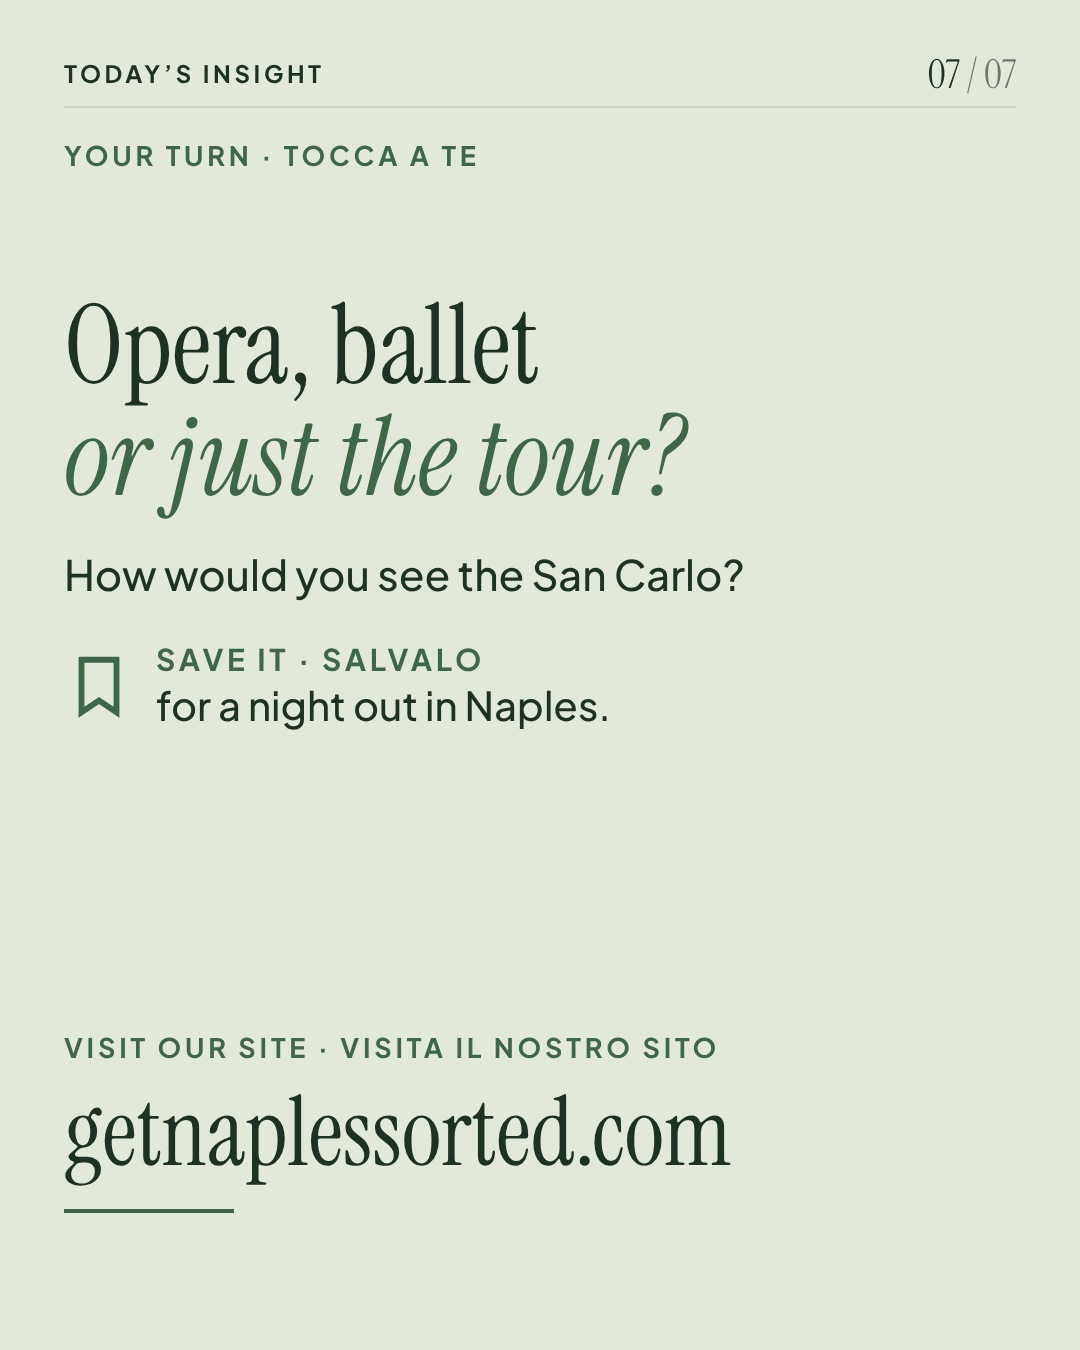 TODAY’S INSIGHT
07 / 07
YOUR TURN · TOCCA A TE
Opera, ballet
or just the tour?
How would you see the San Carlo?
SAVE IT · SALVALO
for a night out in Naples.
VISIT OUR SITE · VISITA IL NOSTRO SITO
getnaplessorted.com